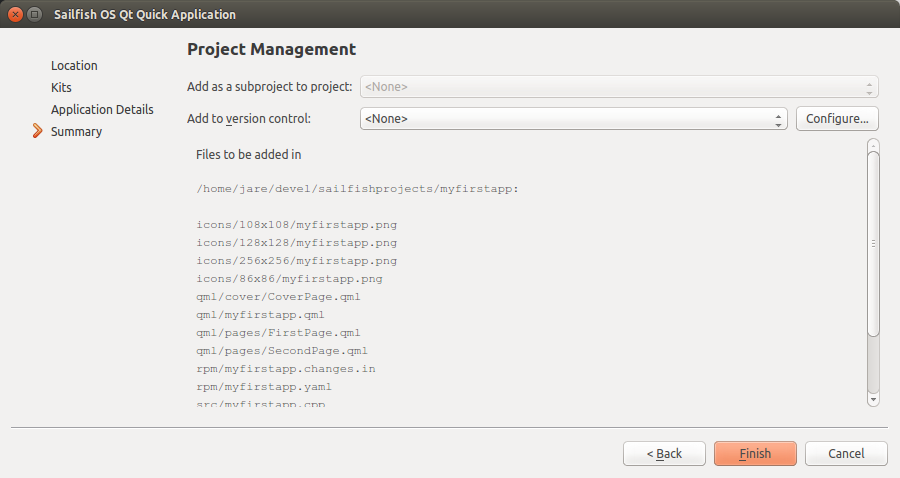 Sailfish OS Qt Quick Application
Location
Kits
Application Details
Summary
Project Management
Add as a subproject to project: <None>
Add to version control: <None> Configure...
Files to be added in
/home/jare/devel/sailfishprojects/myfirstapp:
icons/108x108/myfirstapp.png
icons/128x128/myfirstapp.png
icons/256x256/myfirstapp.png
icons/86x86/myfirstapp.png
qml/cover/CoverPage.qml
qml/myfirstapp.qml
qml/pages/FirstPage.qml
qml/pages/SecondPage.qml
rpm/myfirstapp.changes.in
rpm/myfirstapp.yaml
src/myfirstapp.cpp
< Back Finish Cancel